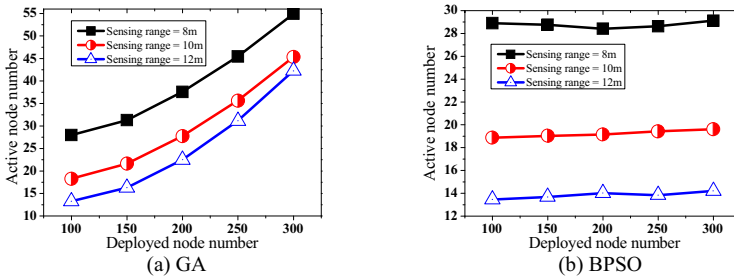 55
50
45
40
35
30
25
20
15
10
Active node number
Sensing range = 8m
Sensing range = 10m
Sensing range = 12m
100 150 200 250 300
Deployed node number
(a) GA
30
28
26
24
22
20
18
16
14
12
Active node number
Sensing range = 8m
Sensing range = 10m
Sensing range = 12m
100 150 200 250 300
Deployed node number
(b) BPSO